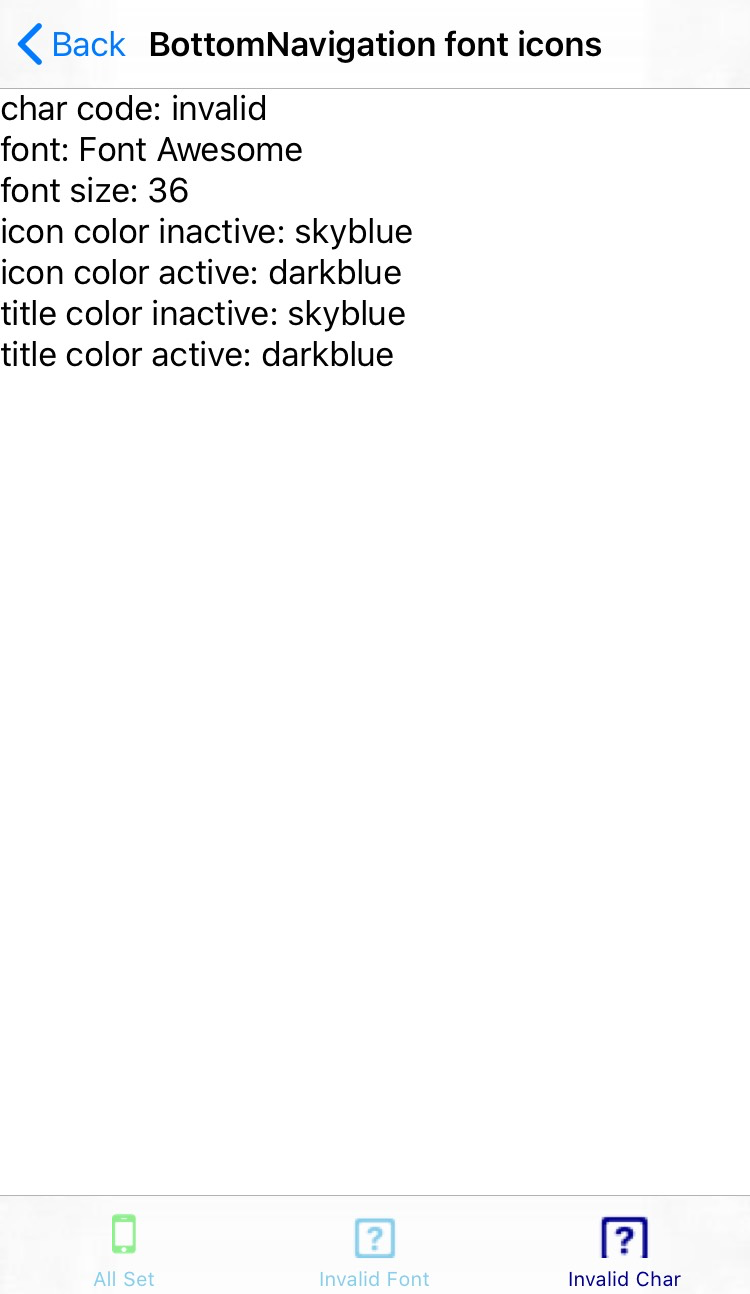 Back BottomNavigation font icons
char code: invalid
font: Font Awesome
font size: 36
icon color inactive: skyblue
icon color active: darkblue
title color inactive: skyblue
title color active: darkblue
? ?
All Set Invalid Font Invalid Char